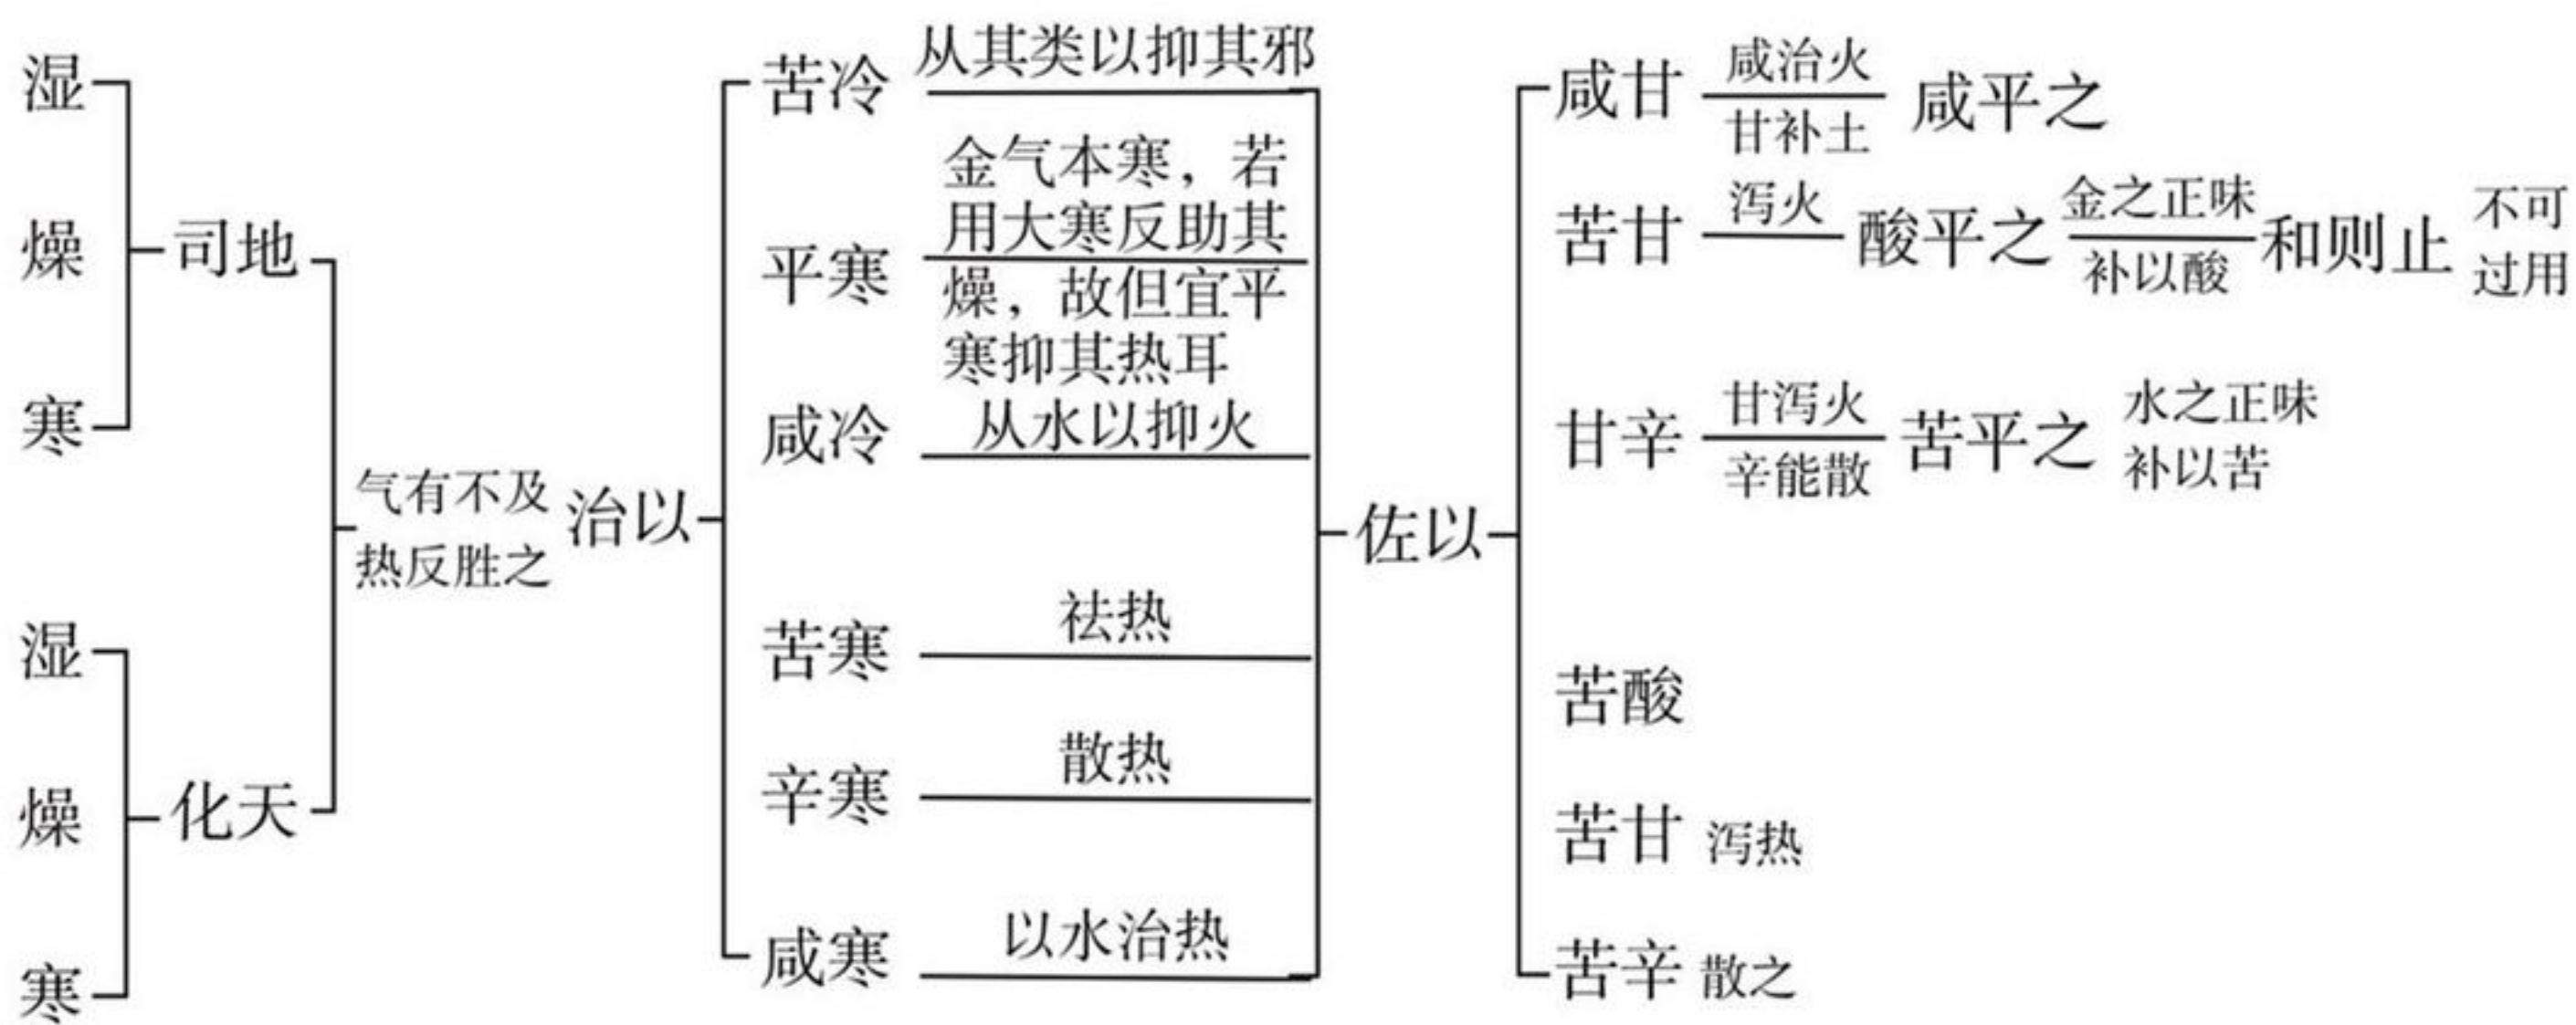 湿
燥
寒
司地
湿
燥
寒
化天
气有不及
热反胜之
治以
苦冷
从其类以抑其邪
平寒
金气本寒，若
用大寒反助其
燥，故但宜平
寒抑其热耳
咸冷
从水以抑火
苦寒
祛热
辛寒
散热
咸寒
以水治热
佐以
咸甘
咸治火
甘补土
咸平之
苦甘
泻火
酸平之
金之正味
补以酸
和则止
不可
过用
甘辛
甘泻火
辛能散
苦平之
水之正味
补以苦
苦酸
苦甘
泻热
苦辛
散之